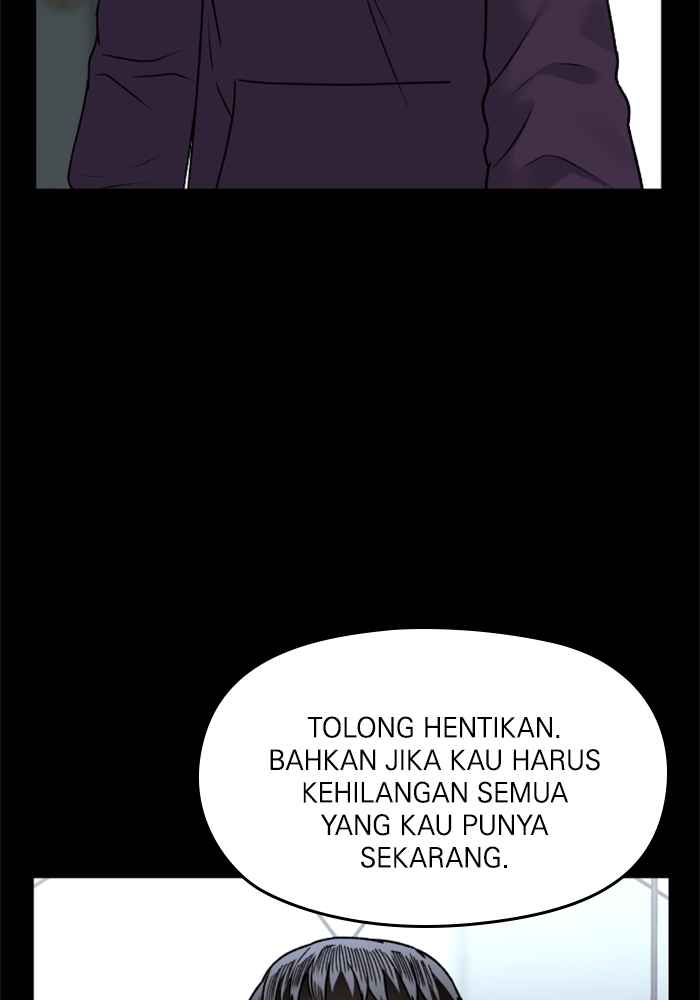 TOLONG HENTIKAN.
BAHKAN JIKA KAU HARUS
KEHILANGAN SEMUA
YANG KAU PUNYA
SEKARANG.